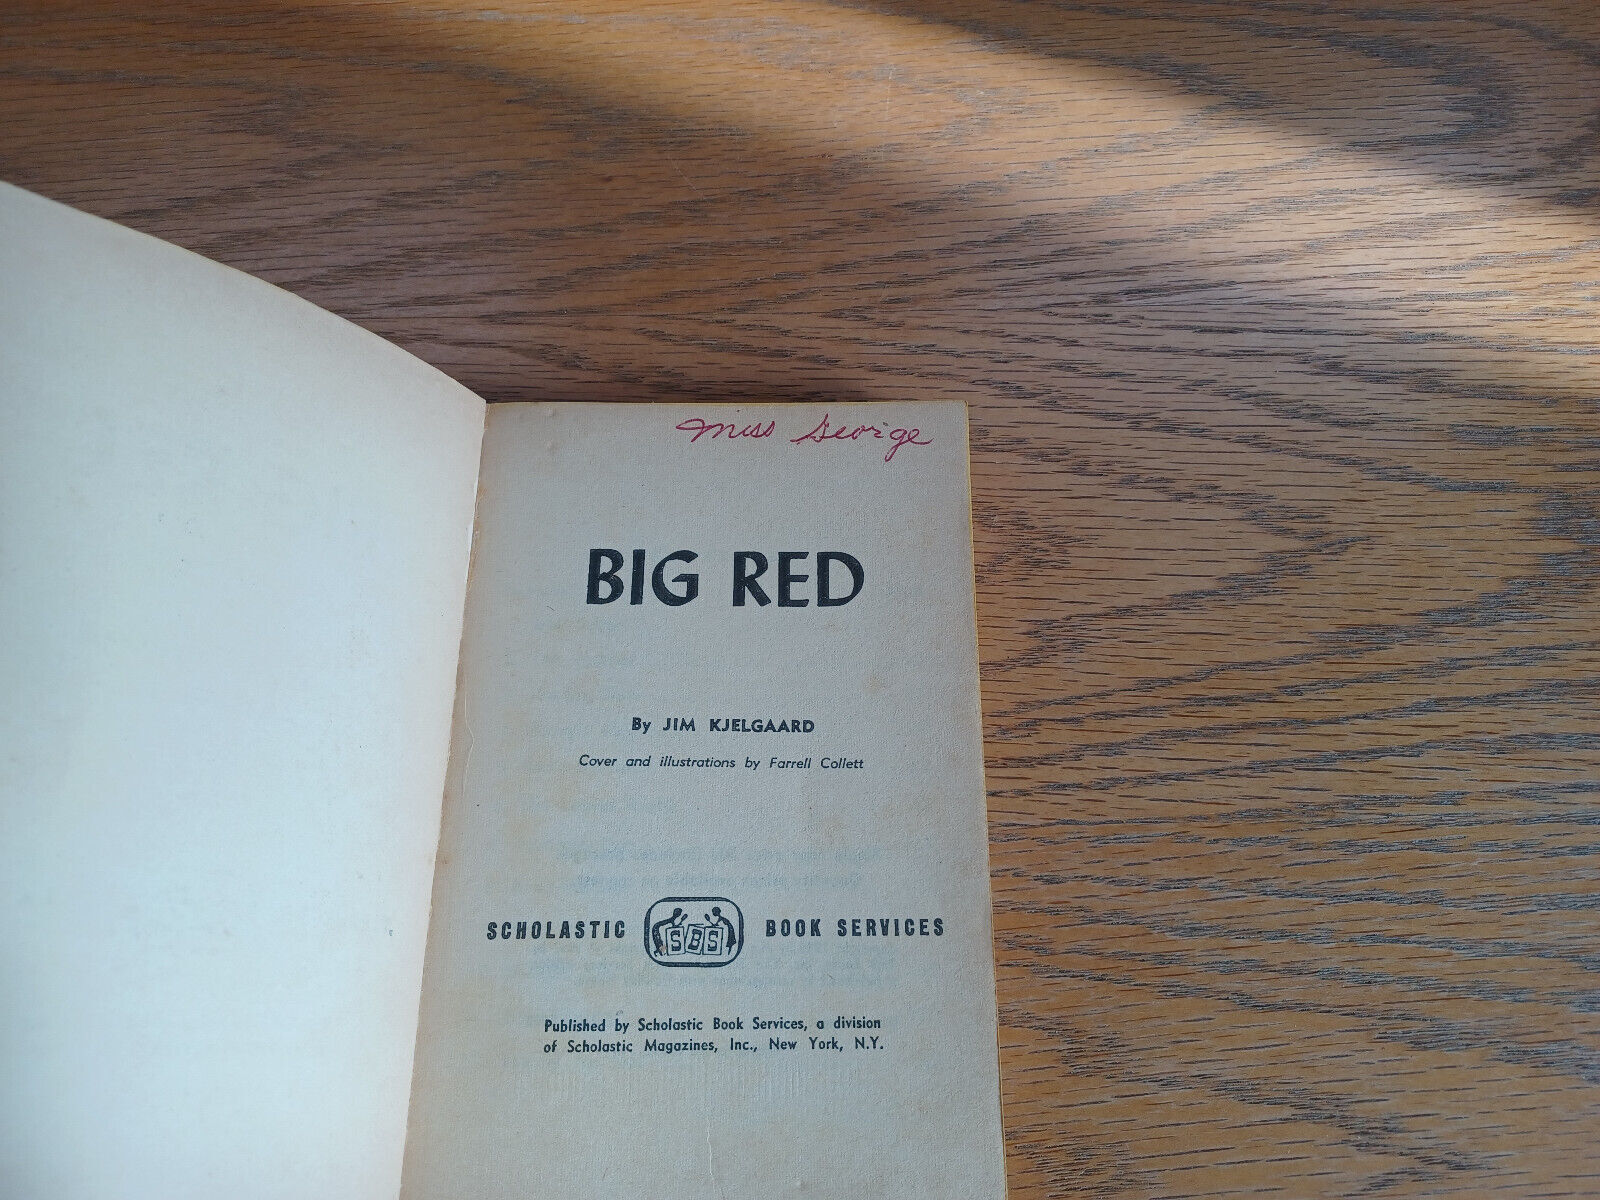 Miss George
BIG RED
By JIM KJELGAARD
Cover and illustrations by Farrell Collett
SCHOLASTIC SBS BOOK SERVICES
Published by Scholastic Book Services, a division
of Scholastic Magazines, Inc., New York, N.Y.